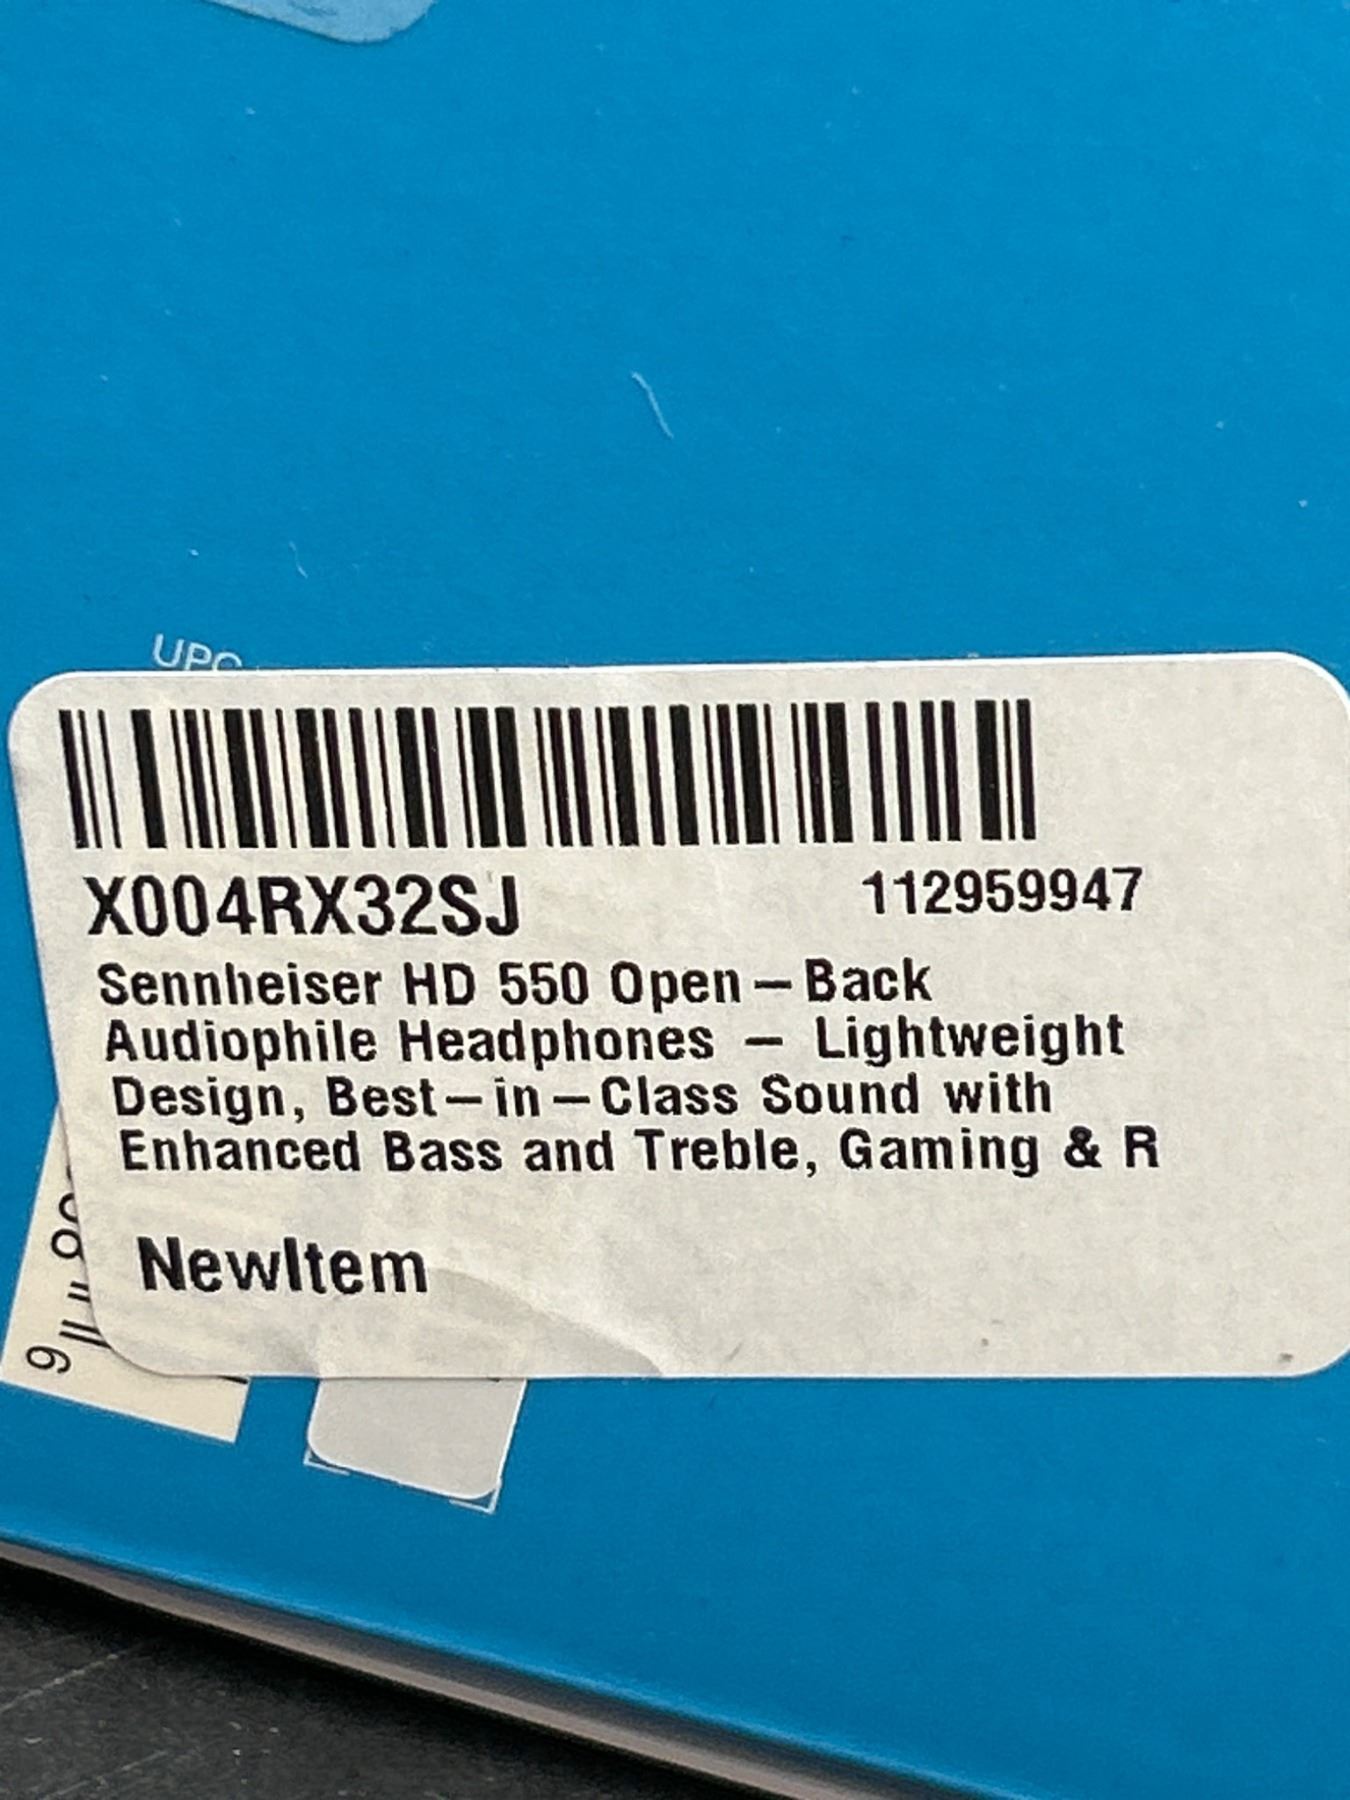 UPC
X004RX32SJ 112959947
Sennheiser HD 550 Open-Back
Audiophile Headphones - Lightweight
Design, Best-in-Class Sound with
Enhanced Bass and Treble, Gaming & R
NewItem
9